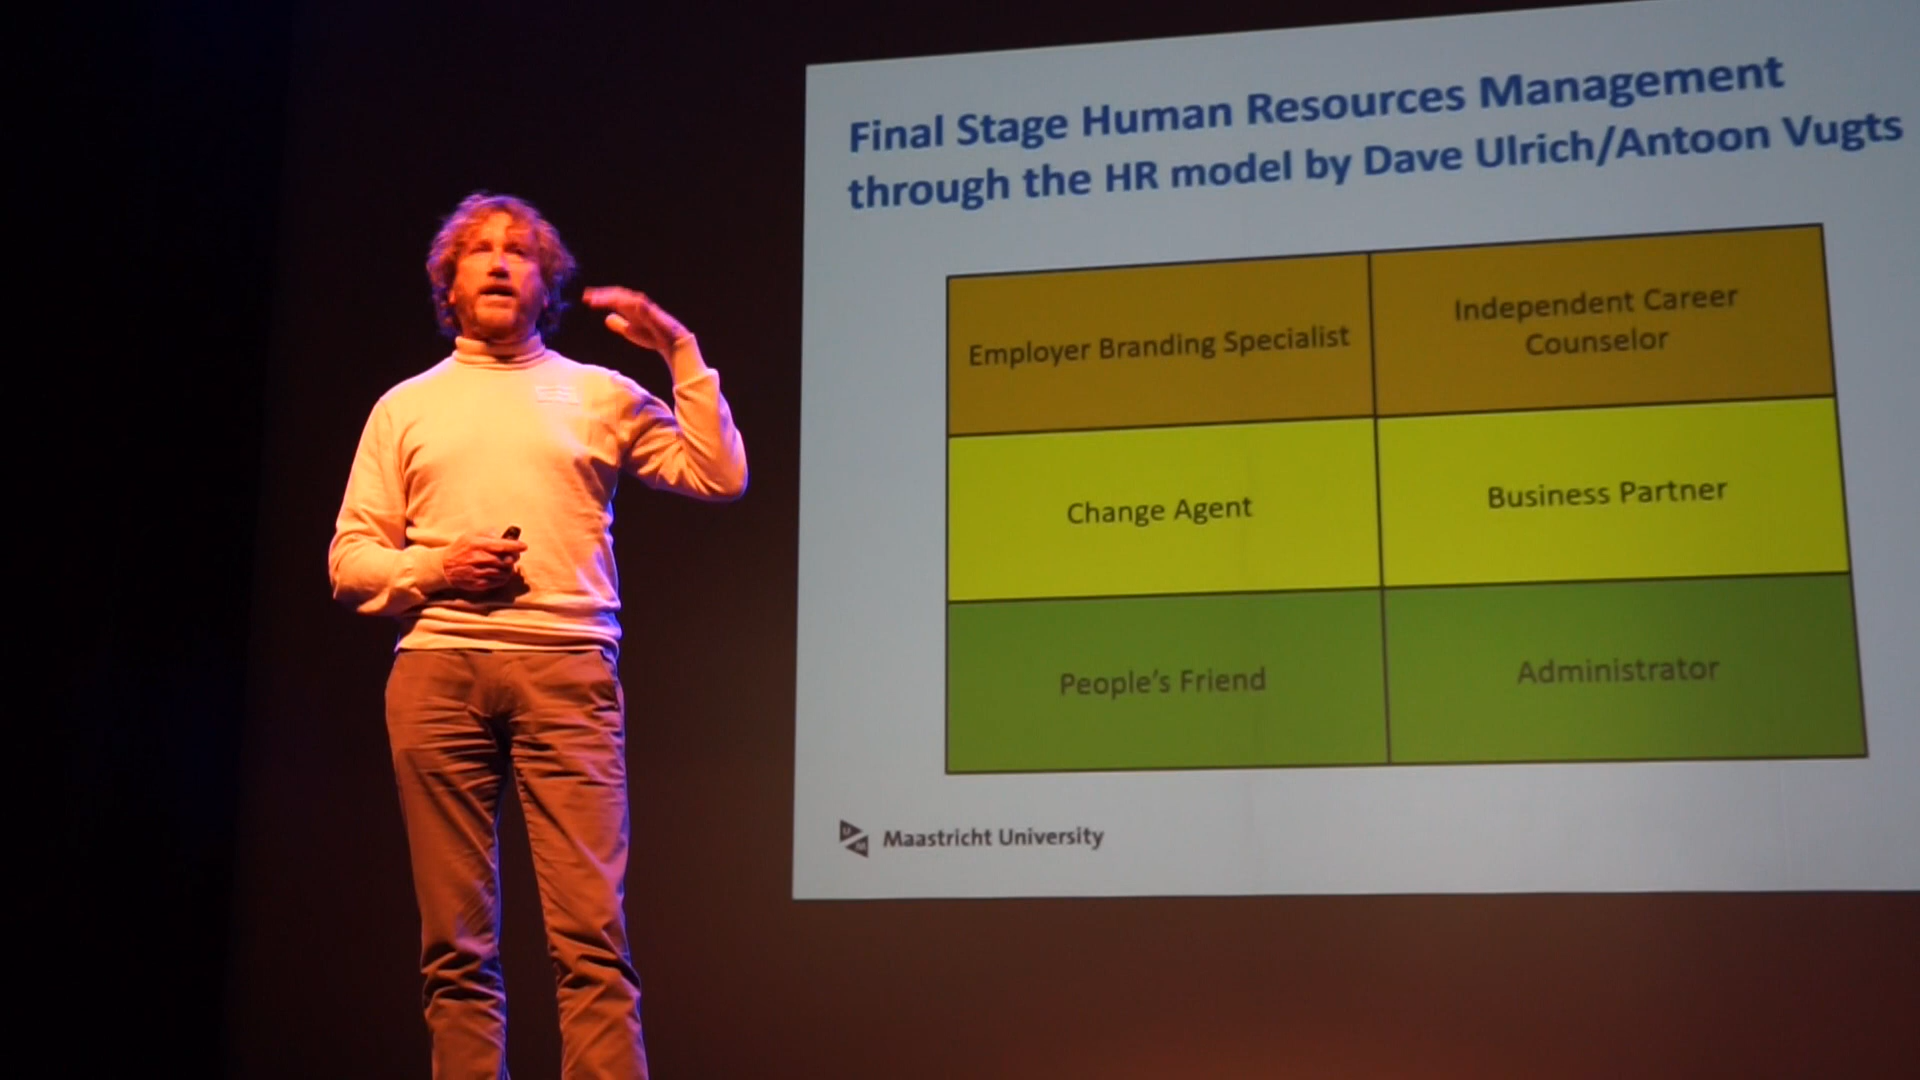 Final Stage Human Resources Management
through the HR model by Dave Ulrich/Antoon Vugts
Employer Branding Specialist
Independent Career
Counselor
Change Agent
Business Partner
People's Friend
Administrator
Maastricht University